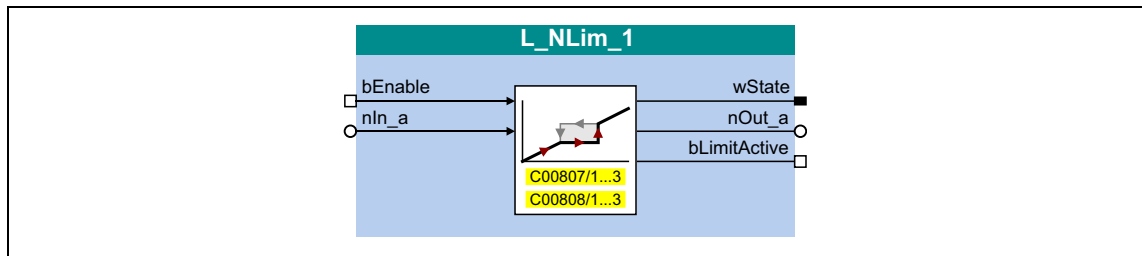 L_NLim_1
bEnable
wState
nIn_a
nOut_a
bLimitActive
C00807/1...3
C00808/1...3